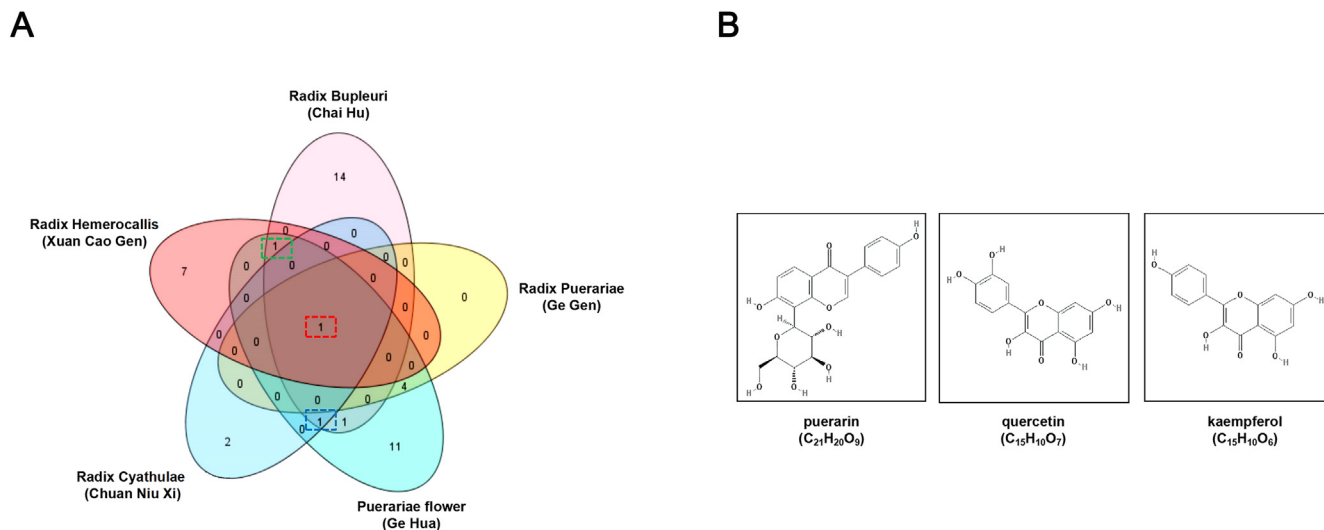 A
B
Radix Bupleuri
(Chai Hu)
14
Radix Hemerocallis
(Xuan Cao Gen)
Radix Puerariae
(Ge Gen)
0
0
1
0
0 0
0 0
0
7
0
0
0
0
1
0
0
0
0
0
0 0
0
0 4
0
0
0 1 1
2
11
Radix Cyathulae
(Chuan Niu Xi)
Puerariae flower
(Ge Hua)
H
O
O
HO
O
H
O
O H
O
H
O
H
O
O
H
H
puerarin
(C₂₁H₂₀O₉)
O H
H O
O
O H
O
H
O
O
H
quercetin
(C₁₅H₁₀O₇)
H
O
O
O H
O
H
O
O
H
kaempferol
(C₁₅H₁₀O₆)